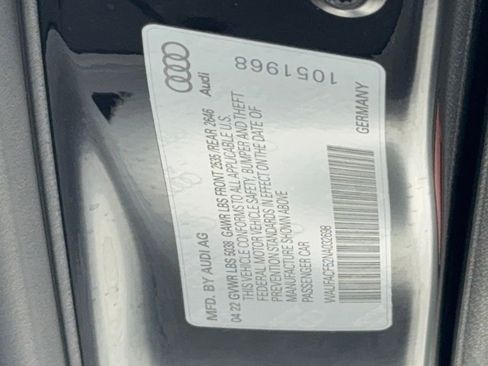 MFD. BY AUDI AG
04 22 GVWR LBS 5038 GAWR LBS FRONT 2535 /REAR 2646
THIS VEHICLE CONFORMS TO ALL APPLICABLE U.S.
FEDERAL MOTOR VEHICLE SAFETY, BUMPER AND THEFT
PREVENTION STANDARDS IN EFFECT ON THE DATE OF
MANUFACTURE SHOWN ABOVE
PASSENGER CAR
WAUFACF52NA032698
GERMANY
Audi
1051968